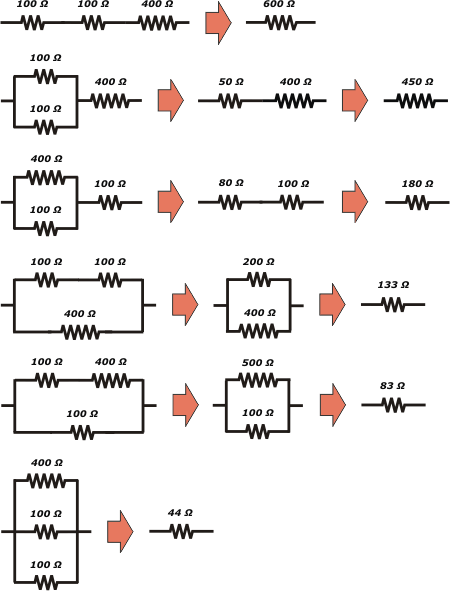 100 Ω 100 Ω 400 Ω 600 Ω
100 Ω
400 Ω 50 Ω 400 Ω 450 Ω
100 Ω
400 Ω
100 Ω 80 Ω 100 Ω 180 Ω
100 Ω
100 Ω 100 Ω 200 Ω
133 Ω
400 Ω 400 Ω
100 Ω 400 Ω 500 Ω
83 Ω
100 Ω 100 Ω
400 Ω
100 Ω 44 Ω
100 Ω